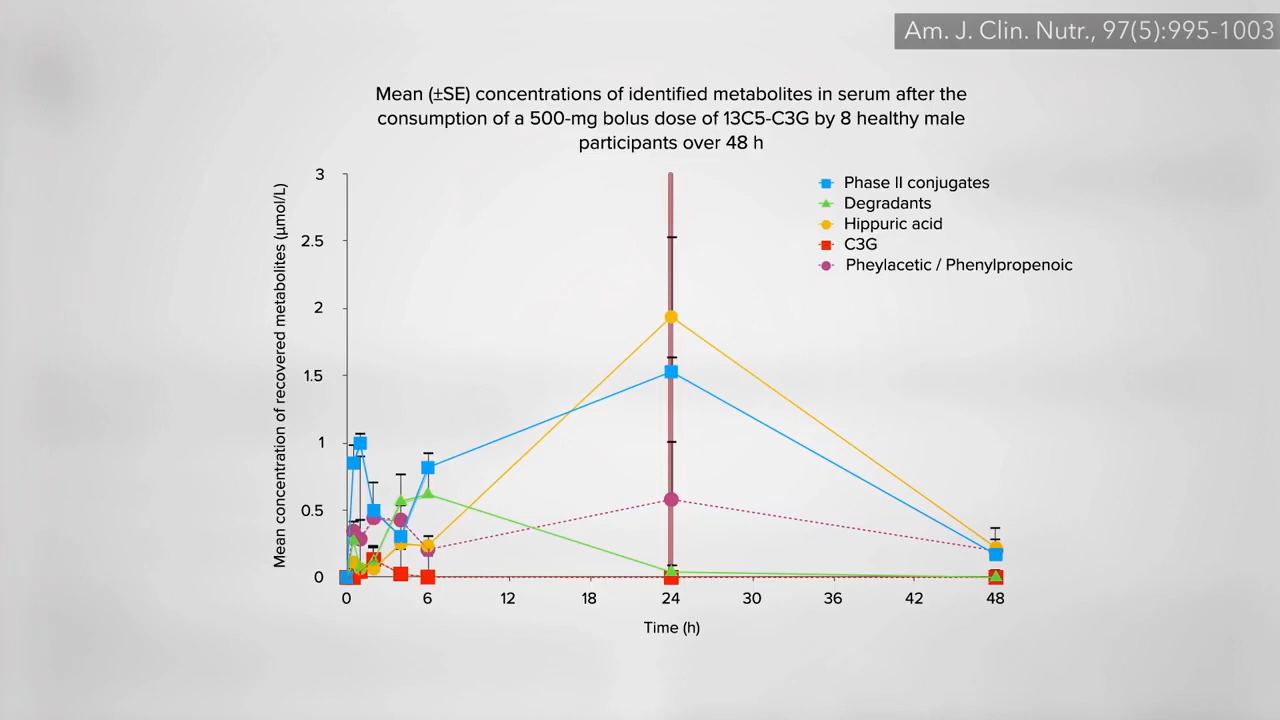 Am. J. Clin. Nutr., 97(5):995-1003
Mean (±SE) concentrations of identified metabolites in serum after the
consumption of a 500-mg bolus dose of 13C5-C3G by 8 healthy male
participants over 48 h
Mean concentration of recovered metabolites (μmol/L)
3
2.5
2
1.5
1
0.5
0
Phase II conjugates
Degradants
Hippuric acid
C3G
Pheylacetic / Phenylpropenoic
0 6 12 18 24 30 36 42 48
Time (h)